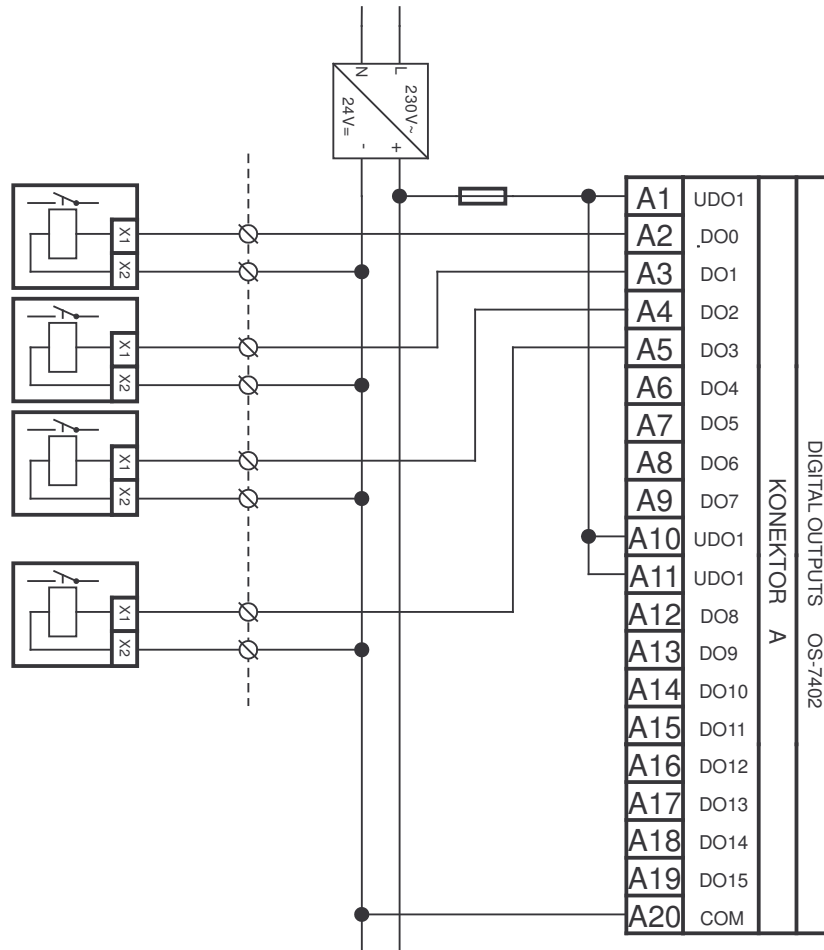 N L
230V~
24V=
- +
X1
X2
X1
X2
X1
X2
X1
X2
A1 UDO1
A2 DO0
A3 DO1
A4 DO2
A5 DO3
A6 DO4
A7 DO5
A8 DO6
A9 DO7
A10 UDO1
A11 UDO1
A12 DO8
A13 DO9
A14 DO10
A15 DO11
A16 DO12
A17 DO13
A18 DO14
A19 DO15
A20 COM
KONEKTOR A
DIGITAL OUTPUTS OS-7402